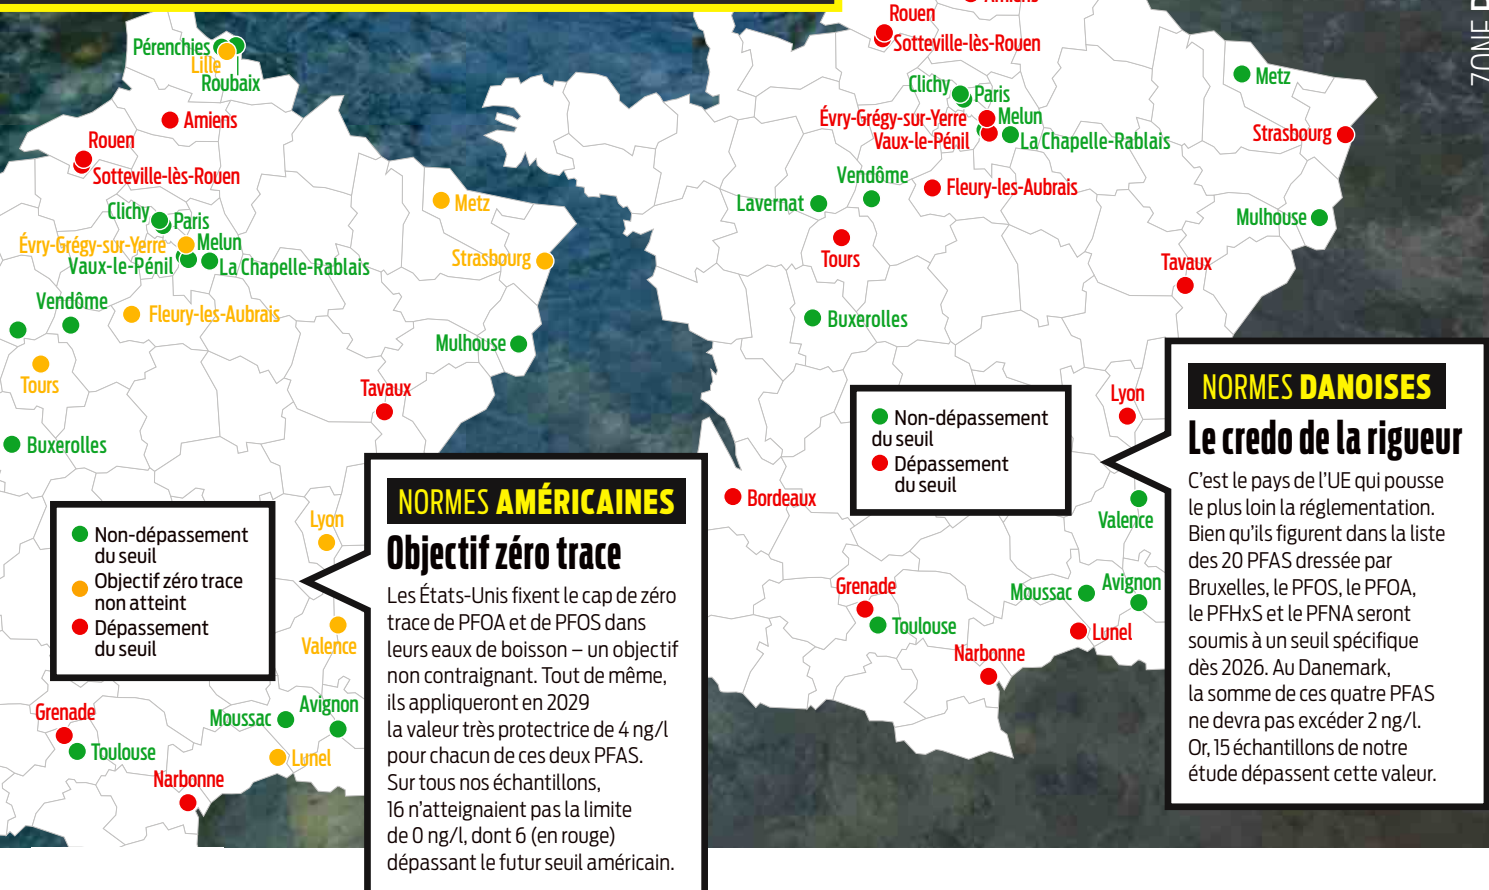 Pérenchies
Lille
Roubaix
Amiens
Rouen
Sotteville-lès-Rouen
Clichy
Paris
Évry-Grégy-sur-Yerre
Melun
Vaux-le-Pénil
La Chapelle-Rablais
Metz
Strasbourg
Vendôme
Fleury-les-Aubrais
Mulhouse
Tours
Tavaux
Buxerolles
Lyon
Valence
Grenade
Toulouse
Moussac
Avignon
Lunel
Narbonne
Non-dépassement
du seuil
Objectif zéro trace
non atteint
Dépassement
du seuil
NORMES AMÉRICAINES
Objectif zéro trace
Les États-Unis fixent le cap de zéro
trace de PFOA et de PFOS dans
leurs eaux de boisson – un objectif
non contraignant. Tout de même,
ils appliqueront en 2029
la valeur très protectrice de 4 ng/l
pour chacun de ces deux PFAS.
Sur tous nos échantillons,
16 n’atteignaient pas la limite
de 0 ng/l, dont 6 (en rouge)
dépassant le futur seuil américain.
Rouen
Sotteville-lès-Rouen
Clichy
Paris
Évry-Grégy-sur-Yerre
Melun
Vaux-le-Pénil
La Chapelle-Rablais
Metz
Strasbourg
Vendôme
Lavernat
Fleury-les-Aubrais
Mulhouse
Tours
Tavaux
Buxerolles
Lyon
Bordeaux
Valence
Grenade
Toulouse
Moussac
Avignon
Lunel
Narbonne
Non-dépassement
du seuil
Dépassement
du seuil
NORMES DANOISES
Le credo de la rigueur
C’est le pays de l’UE qui pousse
le plus loin la réglementation.
Bien qu’ils figurent dans la liste
des 20 PFAS dressée par
Bruxelles, le PFOS, le PFOA,
le PFHxS et le PFNA seront
soumis à un seuil spécifique
dès 2026. Au Danemark,
la somme de ces quatre PFAS
ne devra pas excéder 2 ng/l.
Or, 15 échantillons de notre
étude dépassent cette valeur.
ZONE